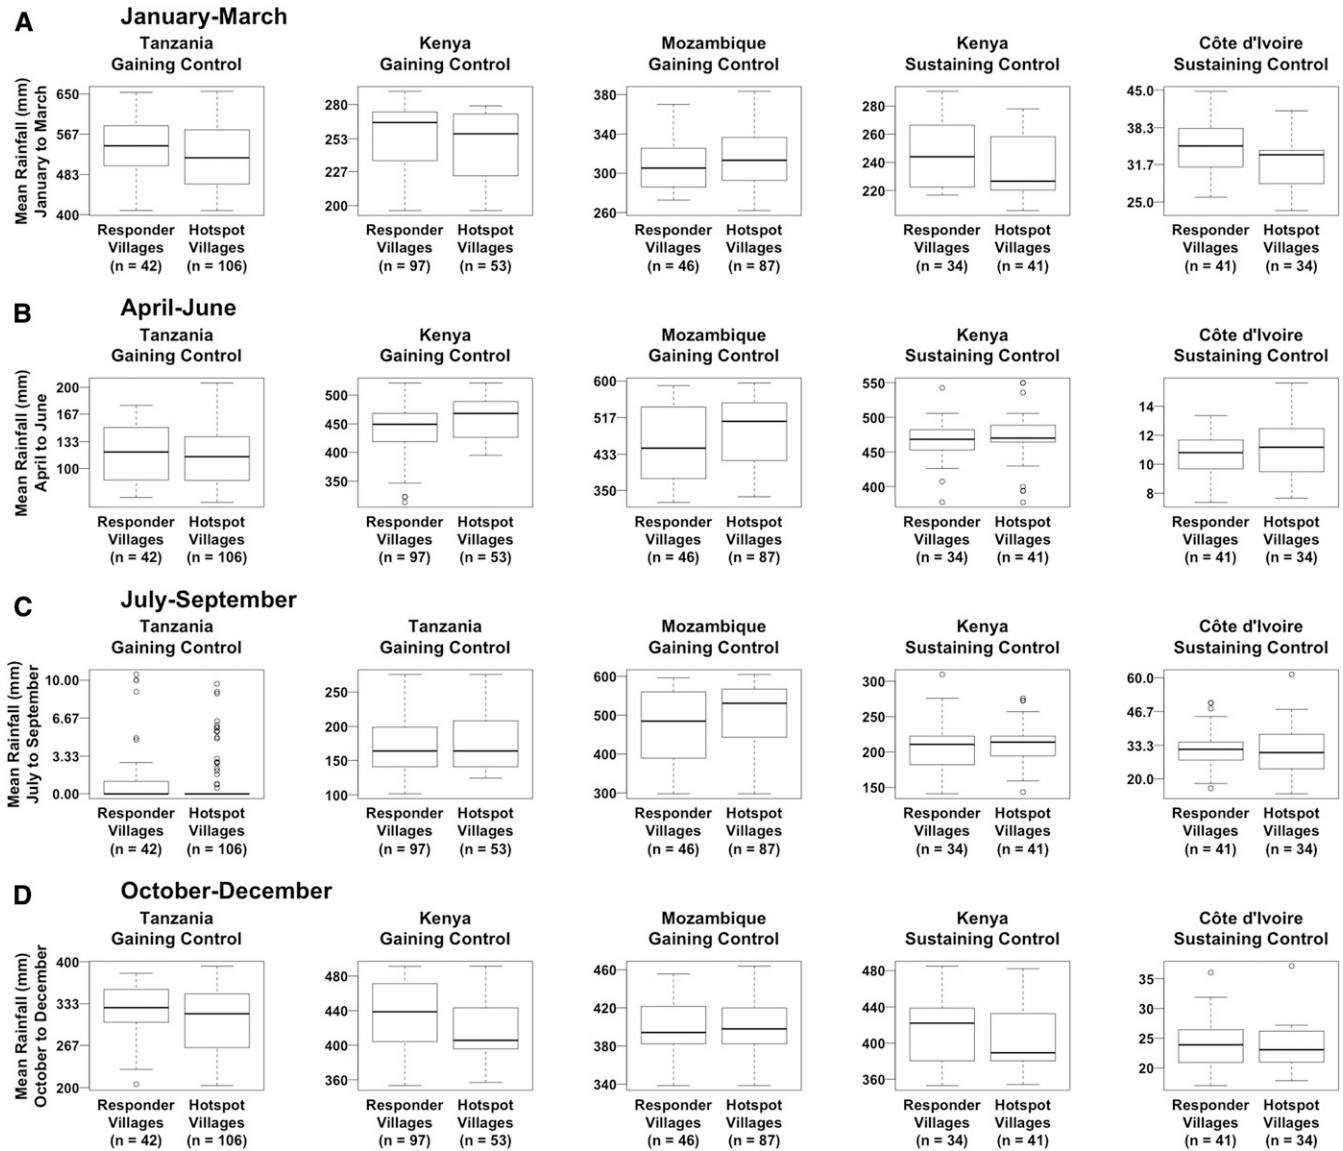 A January-March
Tanzania Gaining Control
Kenya Gaining Control
Mozambique Gaining Control
Kenya Sustaining Control
Côte d'Ivoire Sustaining Control
Mean Rainfall (mm)
January to March
650
567
483
400
280
253
227
200
380
340
300
260
280
260
240
220
45.0
38.3
31.7
25.0
Responder Villages (n = 42)
Hotspot Villages (n = 106)
Responder Villages (n = 97)
Hotspot Villages (n = 53)
Responder Villages (n = 46)
Hotspot Villages (n = 87)
Responder Villages (n = 34)
Hotspot Villages (n = 41)
Responder Villages (n = 41)
Hotspot Villages (n = 34)
B April-June
Tanzania Gaining Control
Kenya Gaining Control
Mozambique Gaining Control
Kenya Sustaining Control
Côte d'Ivoire Sustaining Control
Mean Rainfall (mm)
April to June
200
167
133
100
500
450
400
350
600
517
433
350
550
500
450
400
14
12
10
8
Responder Villages (n = 42)
Hotspot Villages (n = 106)
Responder Villages (n = 97)
Hotspot Villages (n = 53)
Responder Villages (n = 46)
Hotspot Villages (n = 87)
Responder Villages (n = 34)
Hotspot Villages (n = 41)
Responder Villages (n = 41)
Hotspot Villages (n = 34)
C July-September
Tanzania Gaining Control
Tanzania Gaining Control
Mozambique Gaining Control
Kenya Sustaining Control
Côte d'Ivoire Sustaining Control
Mean Rainfall (mm)
July to September
10.00
6.67
3.33
0.00
250
200
150
100
600
500
400
300
300
250
200
150
60.0
46.7
33.3
20.0
Responder Villages (n = 42)
Hotspot Villages (n = 106)
Responder Villages (n = 97)
Hotspot Villages (n = 53)
Responder Villages (n = 46)
Hotspot Villages (n = 87)
Responder Villages (n = 34)
Hotspot Villages (n = 41)
Responder Villages (n = 41)
Hotspot Villages (n = 34)
D October-December
Tanzania Gaining Control
Kenya Gaining Control
Mozambique Gaining Control
Kenya Sustaining Control
Côte d'Ivoire Sustaining Control
Mean Rainfall (mm)
October to December
400
333
267
200
480
440
400
360
460
420
380
340
480
440
400
360
35
30
25
20
Responder Villages (n = 42)
Hotspot Villages (n = 106)
Responder Villages (n = 97)
Hotspot Villages (n = 53)
Responder Villages (n = 46)
Hotspot Villages (n = 87)
Responder Villages (n = 34)
Hotspot Villages (n = 41)
Responder Villages (n = 41)
Hotspot Villages (n = 34)